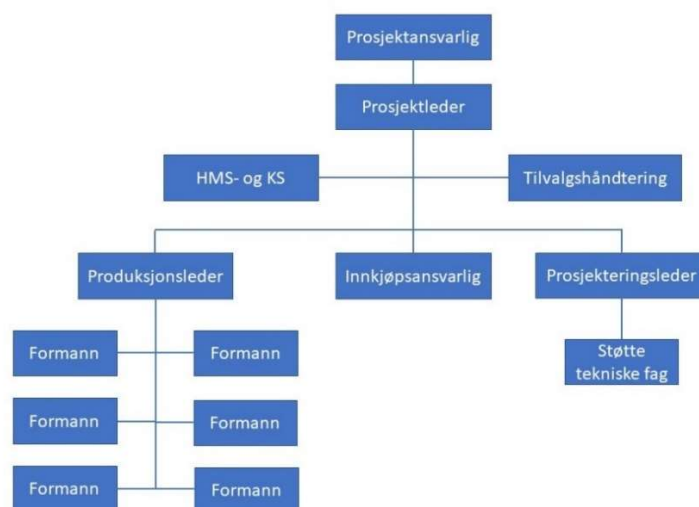 Prosjektansvarlig
Prosjektleder
HMS- og KS
Tilvalgshåndtering
Produksjonsleder
Innkjøpsansvarlig
Prosjekteringsleder
Formann
Formann
Støtte
tekniske fag
Formann
Formann
Formann
Formann